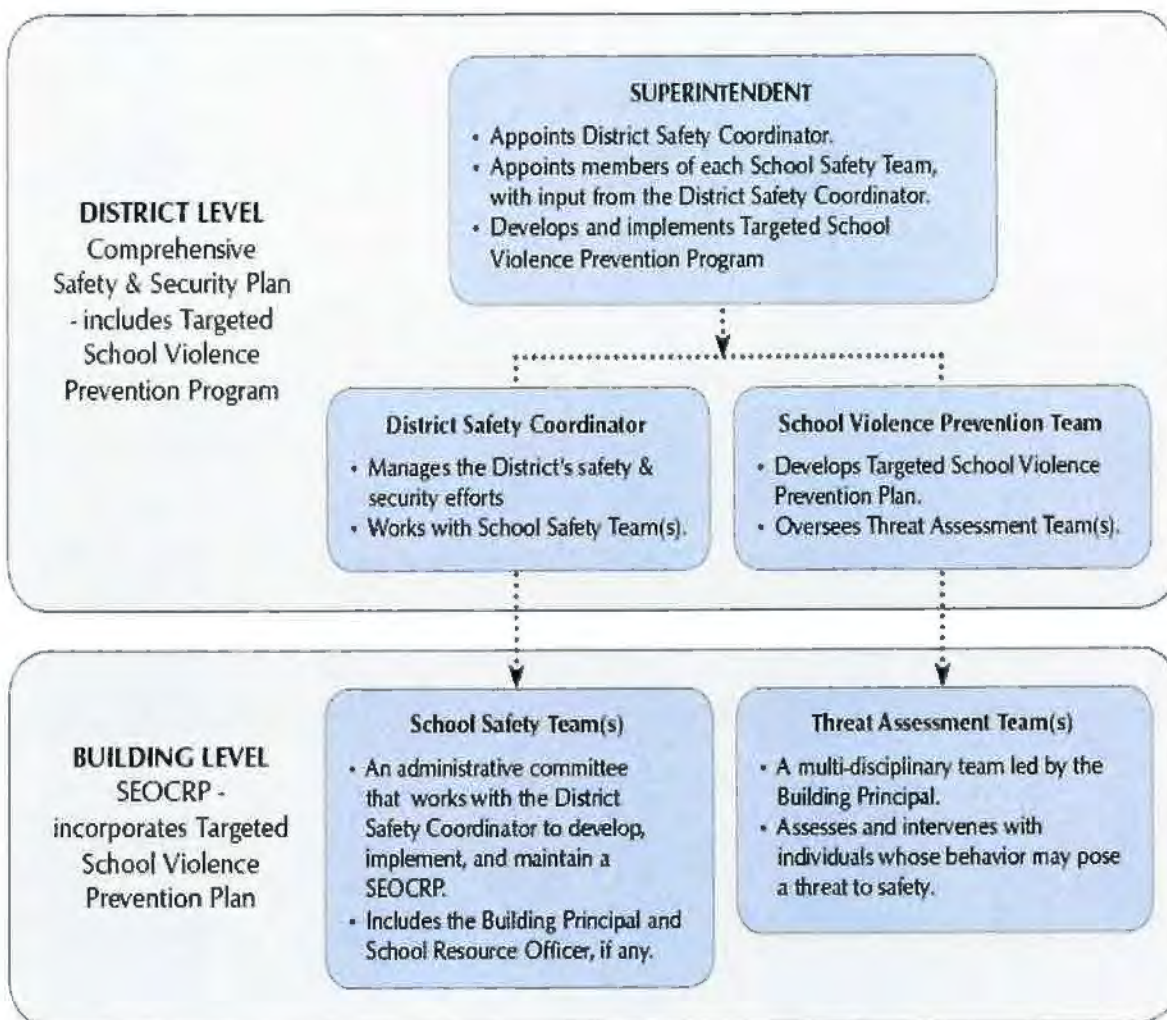 SUPERINTENDENT
• Appoints District Safety Coordinator.
• Appoints members of each School Safety Team,
with input from the District Safety Coordinator.
• Develops and implements Targeted School
Violence Prevention Program
DISTRICT LEVEL
Comprehensive
Safety & Security Plan
- includes Targeted
School Violence
Prevention Program
District Safety Coordinator
• Manages the District's safety &
security efforts
• Works with School Safety Team(s).
School Violence Prevention Team
• Develops Targeted School Violence
Prevention Plan.
• Oversees Threat Assessment Team(s).
BUILDING LEVEL
SEOCRP -
incorporates Targeted
School Violence
Prevention Plan
School Safety Team(s)
• An administrative committee
that works with the District
Safety Coordinator to develop,
implement, and maintain a
SEOCRP.
• Includes the Building Principal and
School Resource Officer, if any.
Threat Assessment Team(s)
• A multi-disciplinary team led by the
Building Principal.
• Assesses and intervenes with
individuals whose behavior may pose
a threat to safety.